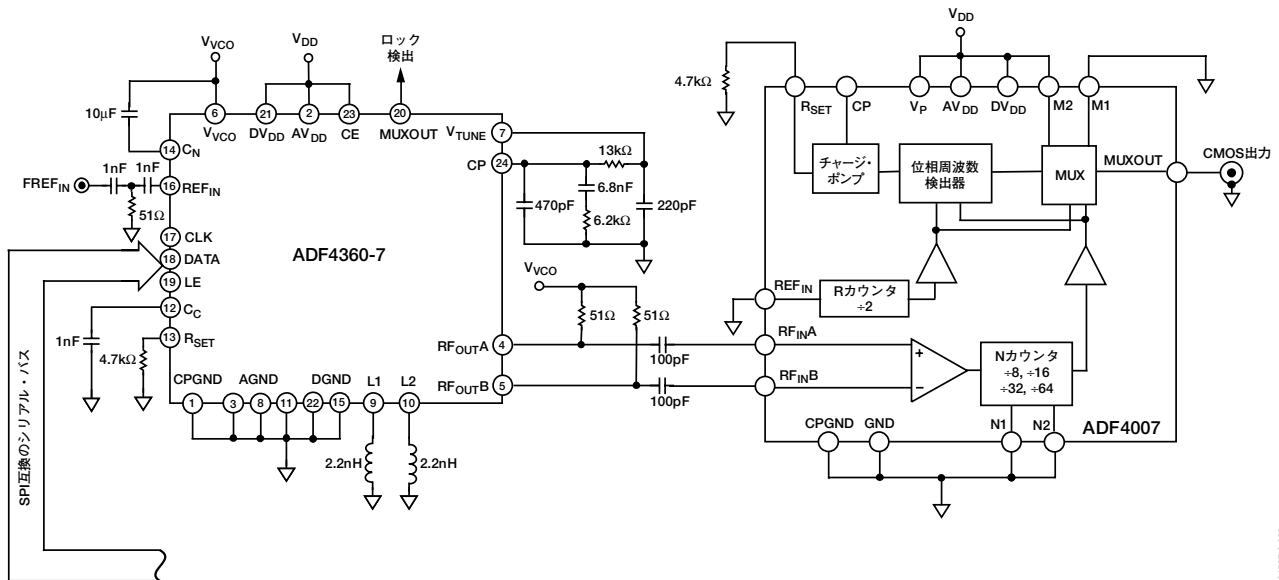 VVCO
VDD
ロック
検出
10µF
6
21
2
23
20
VVCO
DVDD
AVDD
CE
MUXOUT
VTUNE
7
14
CN
CP
24
13kΩ
6.8nF
470pF
6.2kΩ
220pF
1nF
1nF
FREFIN
16
REFIN
51Ω
17
CLK
18
DATA
19
LE
ADF4360-7
12
CC
13
RSET
1nF
4.7kΩ
VVCO
51Ω
51Ω
RFOUTA
4
100pF
RFOUTB
5
100pF
CPGND
AGND
DGND
L1
L2
1
3
8
11
22
15
9
10
2.2nH
2.2nH
SPI互換のシリアル・バス
VDD
4.7kΩ
RSET
CP
VP
AVDD
DVDD
M2
M1
チャージ・
ポンプ
位相周波数
検出器
MUX
MUXOUT
CMOS出力
REFIN
Rカウンタ
÷2
RFINA
+
RFINB
−
Nカウンタ
÷8, ÷16
÷32, ÷64
CPGND
GND
N1
N2
ADF4007